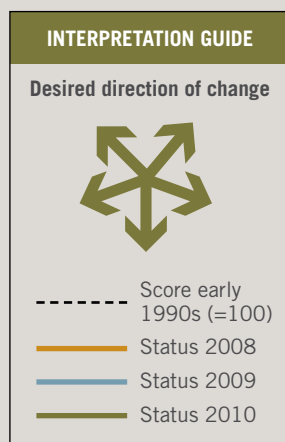 INTERPRETATION GUIDE
Desired direction of change
Score early
1990s (=100)
Status 2008
Status 2009
Status 2010